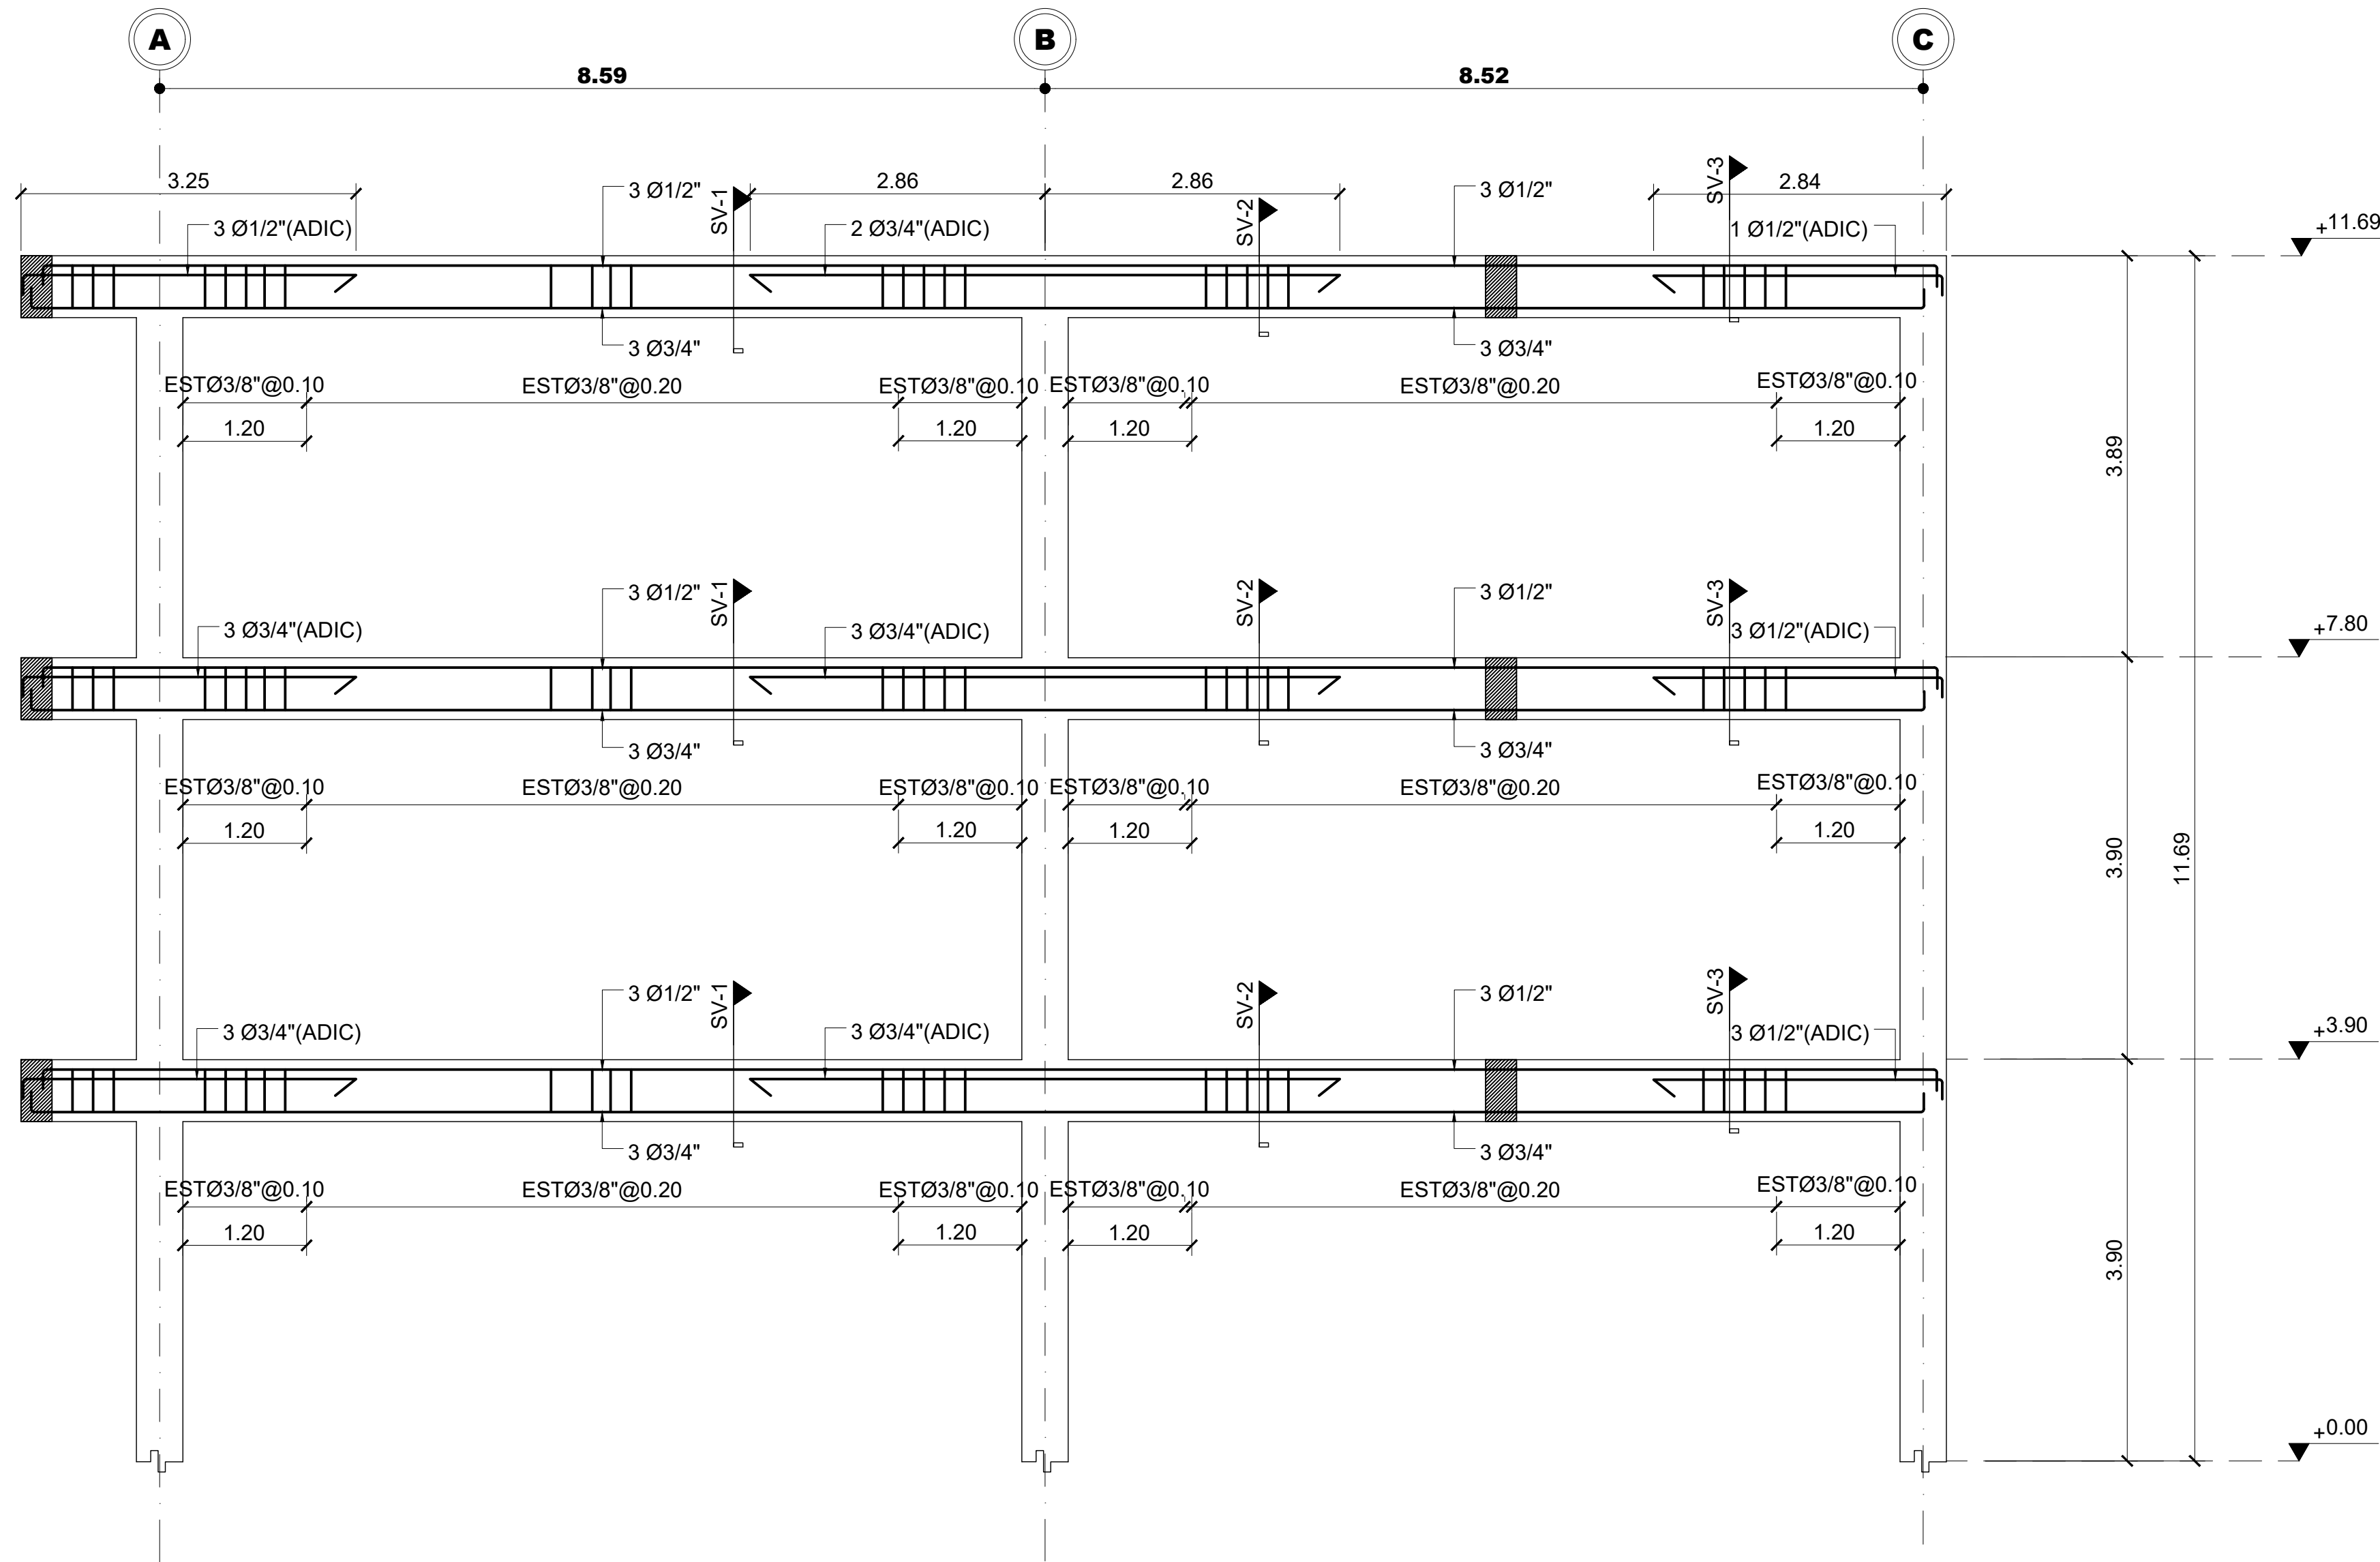 A B C
8.59 8.52
3.25 3 Ø1/2" SV-1 2.86 2.86 SV-2 3 Ø1/2" SV-3 2.84
3 Ø1/2"(ADIC) 2 Ø3/4"(ADIC) 1 Ø1/2"(ADIC) +11.69
3 Ø3/4" 3 Ø3/4"
ESTØ3/8"@0.10 ESTØ3/8"@0.20 ESTØ3/8"@0.10 ESTØ3/8"@0.10 ESTØ3/8"@0.20 ESTØ3/8"@0.10
1.20 1.20 1.20 1.20
3.89
3 Ø1/2" SV-1 SV-2 3 Ø1/2" SV-3
3 Ø3/4"(ADIC) 3 Ø3/4"(ADIC) 3 Ø1/2"(ADIC) +7.80
3 Ø3/4" 3 Ø3/4"
ESTØ3/8"@0.10 ESTØ3/8"@0.20 ESTØ3/8"@0.10 ESTØ3/8"@0.10 ESTØ3/8"@0.20 ESTØ3/8"@0.10
1.20 1.20 1.20 1.20
3.90 11.69
3 Ø1/2" SV-1 SV-2 3 Ø1/2" SV-3
3 Ø3/4"(ADIC) 3 Ø3/4"(ADIC) 3 Ø1/2"(ADIC) +3.90
3 Ø3/4" 3 Ø3/4"
ESTØ3/8"@0.10 ESTØ3/8"@0.20 ESTØ3/8"@0.10 ESTØ3/8"@0.10 ESTØ3/8"@0.20 ESTØ3/8"@0.10
1.20 1.20 1.20 1.20
3.90
+0.00